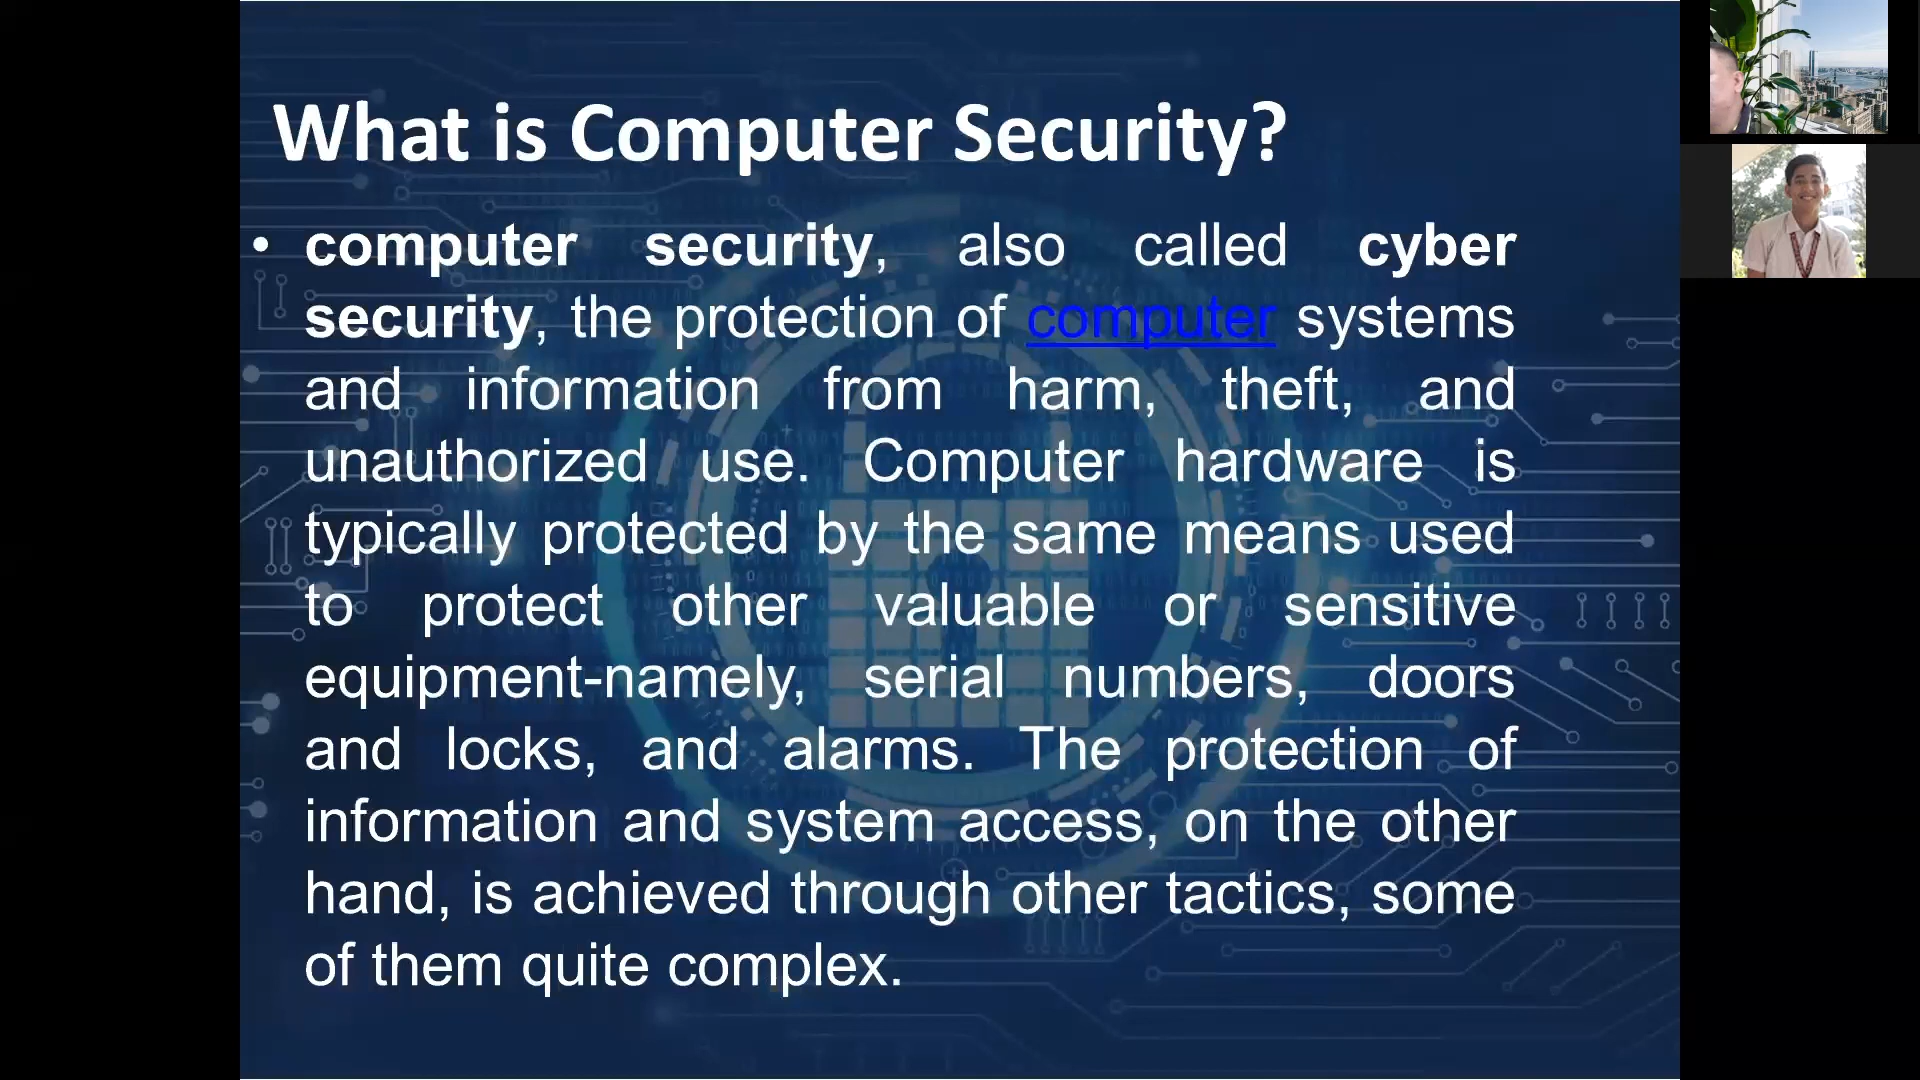 What is Computer Security?
• computer security, also called cyber
security, the protection of computer systems
and information from harm, theft, and
unauthorized use. Computer hardware is
typically protected by the same means used
to protect other valuable or sensitive
equipment-namely, serial numbers, doors
and locks, and alarms. The protection of
information and system access, on the other
hand, is achieved through other tactics, some
of them quite complex.